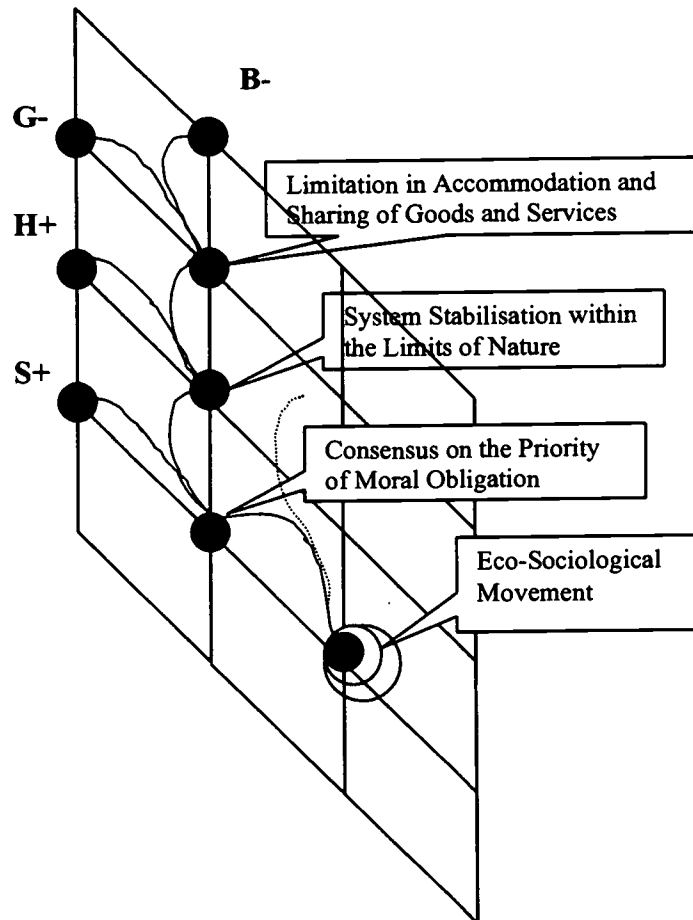 B-
G-
Limitation in Accommodation and
Sharing of Goods and Services
H+
System Stabilisation within
the Limits of Nature
S+
Consensus on the Priority
of Moral Obligation
Eco-Sociological
Movement